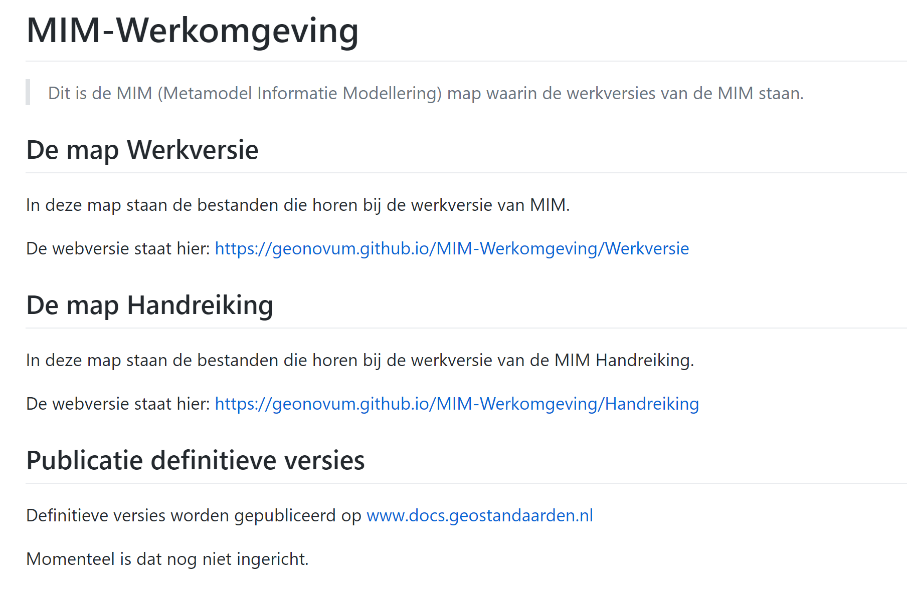 MIM-Werkomgeving
Dit is de MIM (Metamodel Informatie Modellering) map waarin de werkversies van de MIM staan.
De map Werkversie
In deze map staan de bestanden die horen bij de werkversie van MIM.
De webversie staat hier: https://geonovum.github.io/MIM-Werkomgeving/Werkversie
De map Handreiking
In deze map staan de bestanden die horen bij de werkversie van de MIM Handreiking.
De webversie staat hier: https://geonovum.github.io/MIM-Werkomgeving/Handreiking
Publicatie definitieve versies
Definitieve versies worden gepubliceerd op www.docs.geostandaarden.nl
Momenteel is dat nog niet ingericht.